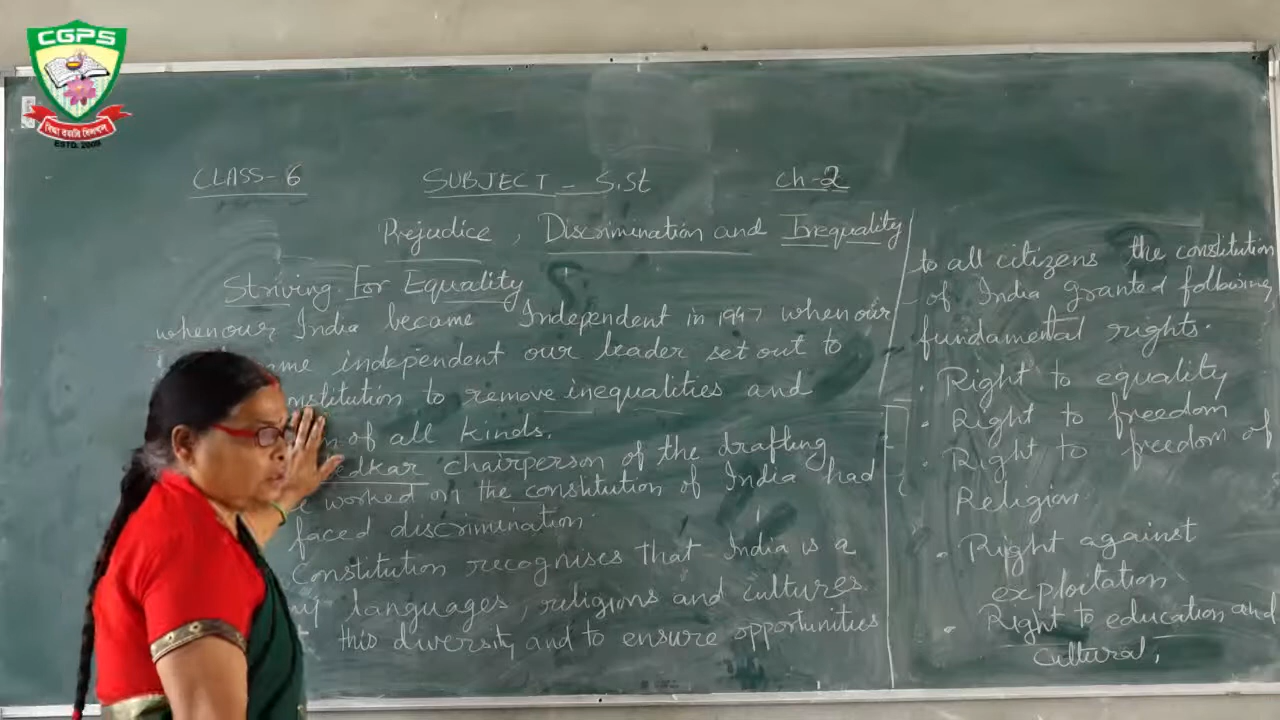 CGPS
ESTD. 2008
CLASS-6 SUBJECT - S.St Ch-2
Prejudice, Discrimination and Inequality
Striving For Equality
when our India became Independent in 1947 when our
independent our leader set out to
to remove inequalities and
of all kinds.
chairperson of the drafting
worked on the constitution of India had
faced discrimination.
Constitution recognises that India is a
languages, religions and cultures.
this diversity and to ensure opportunities
to all citizens the constitution
of India granted following
fundamental rights.
• Right to equality
• Right to freedom
• Right to freedom of
Religion.
• Right against
exploitation
• Right to education and
cultural,